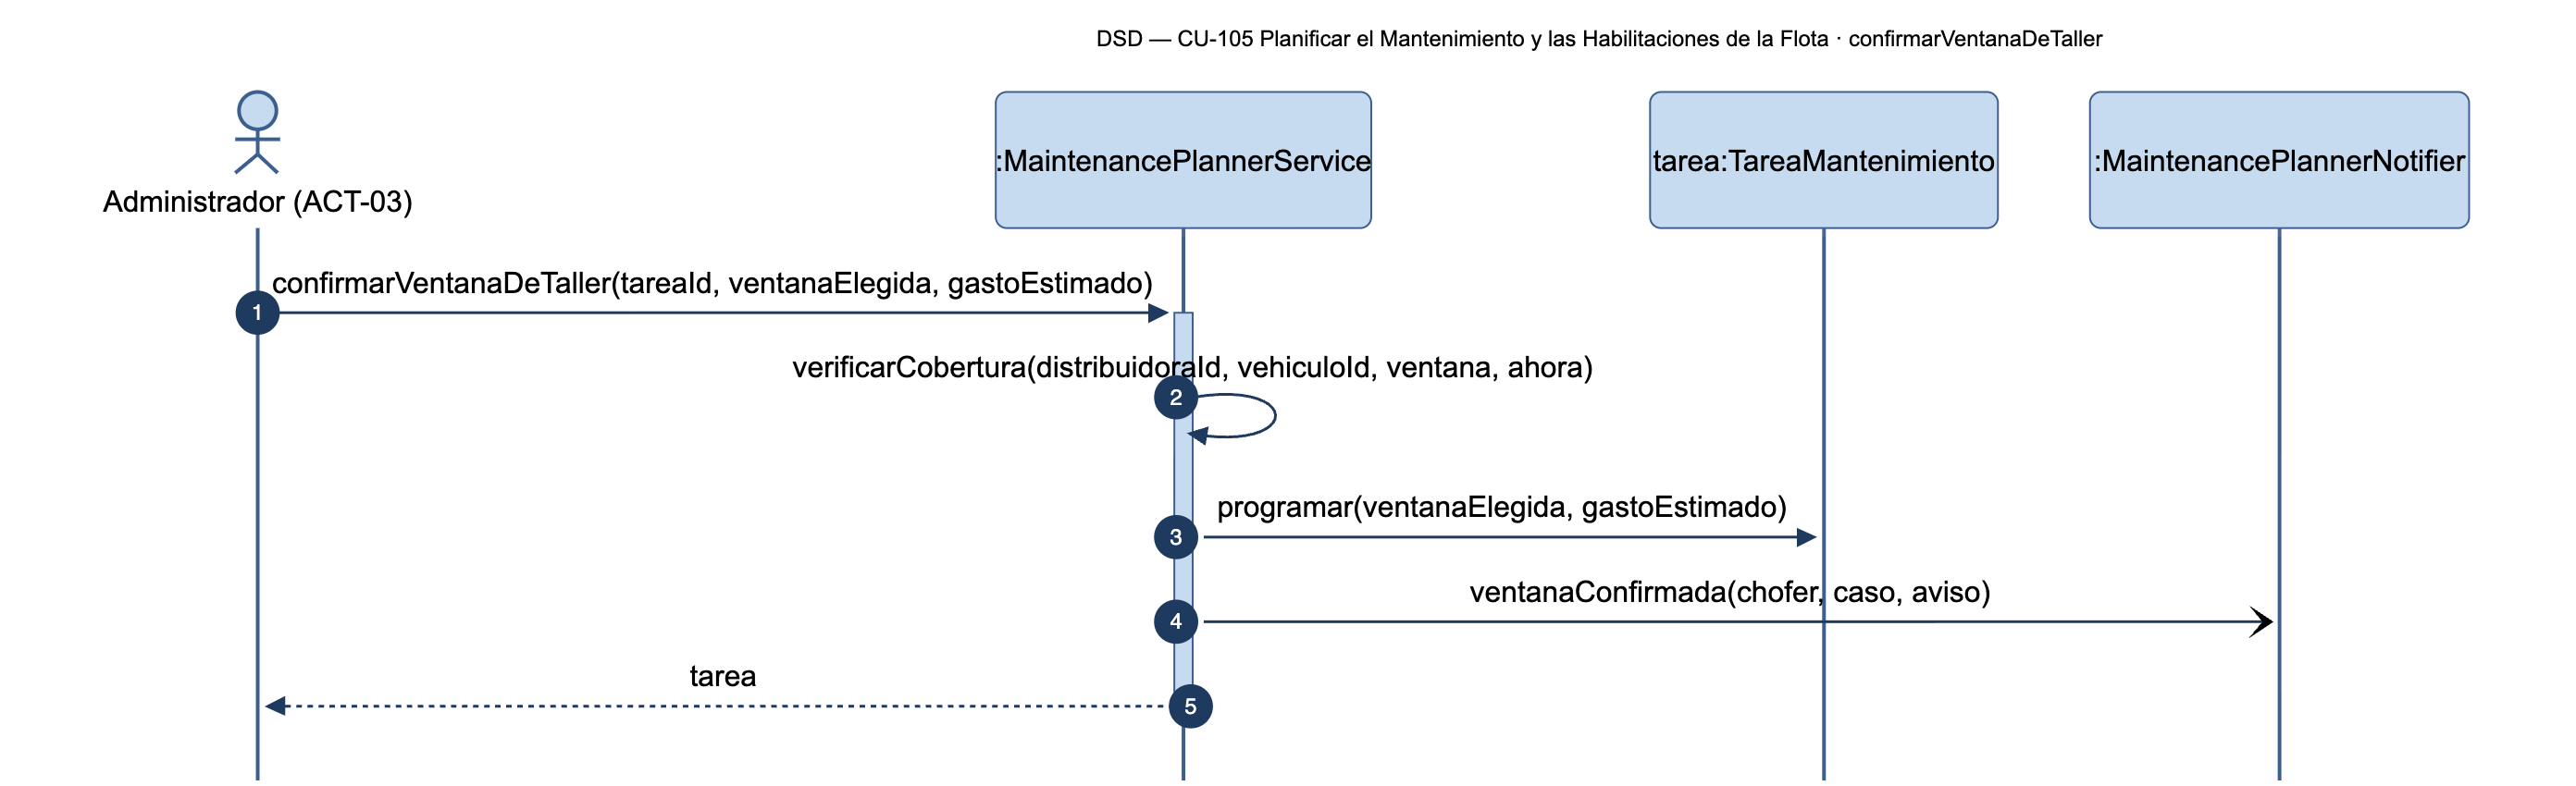 DSD — CU-105 Planificar el Mantenimiento y las Habilitaciones de la Flota · confirmarVentanaDeTaller
Administrador (ACT-03)
:MaintenancePlannerService
tarea:TareaMantenimiento
:MaintenancePlannerNotifier
confirmarVentanaDeTaller(tareaId, ventanaElegida, gastoEstimado)
1
verificarCobertura(distribuidoraId, vehiculoId, ventana, ahora)
2
programar(ventanaElegida, gastoEstimado)
3
ventanaConfirmada(chofer, caso, aviso)
4
tarea
5